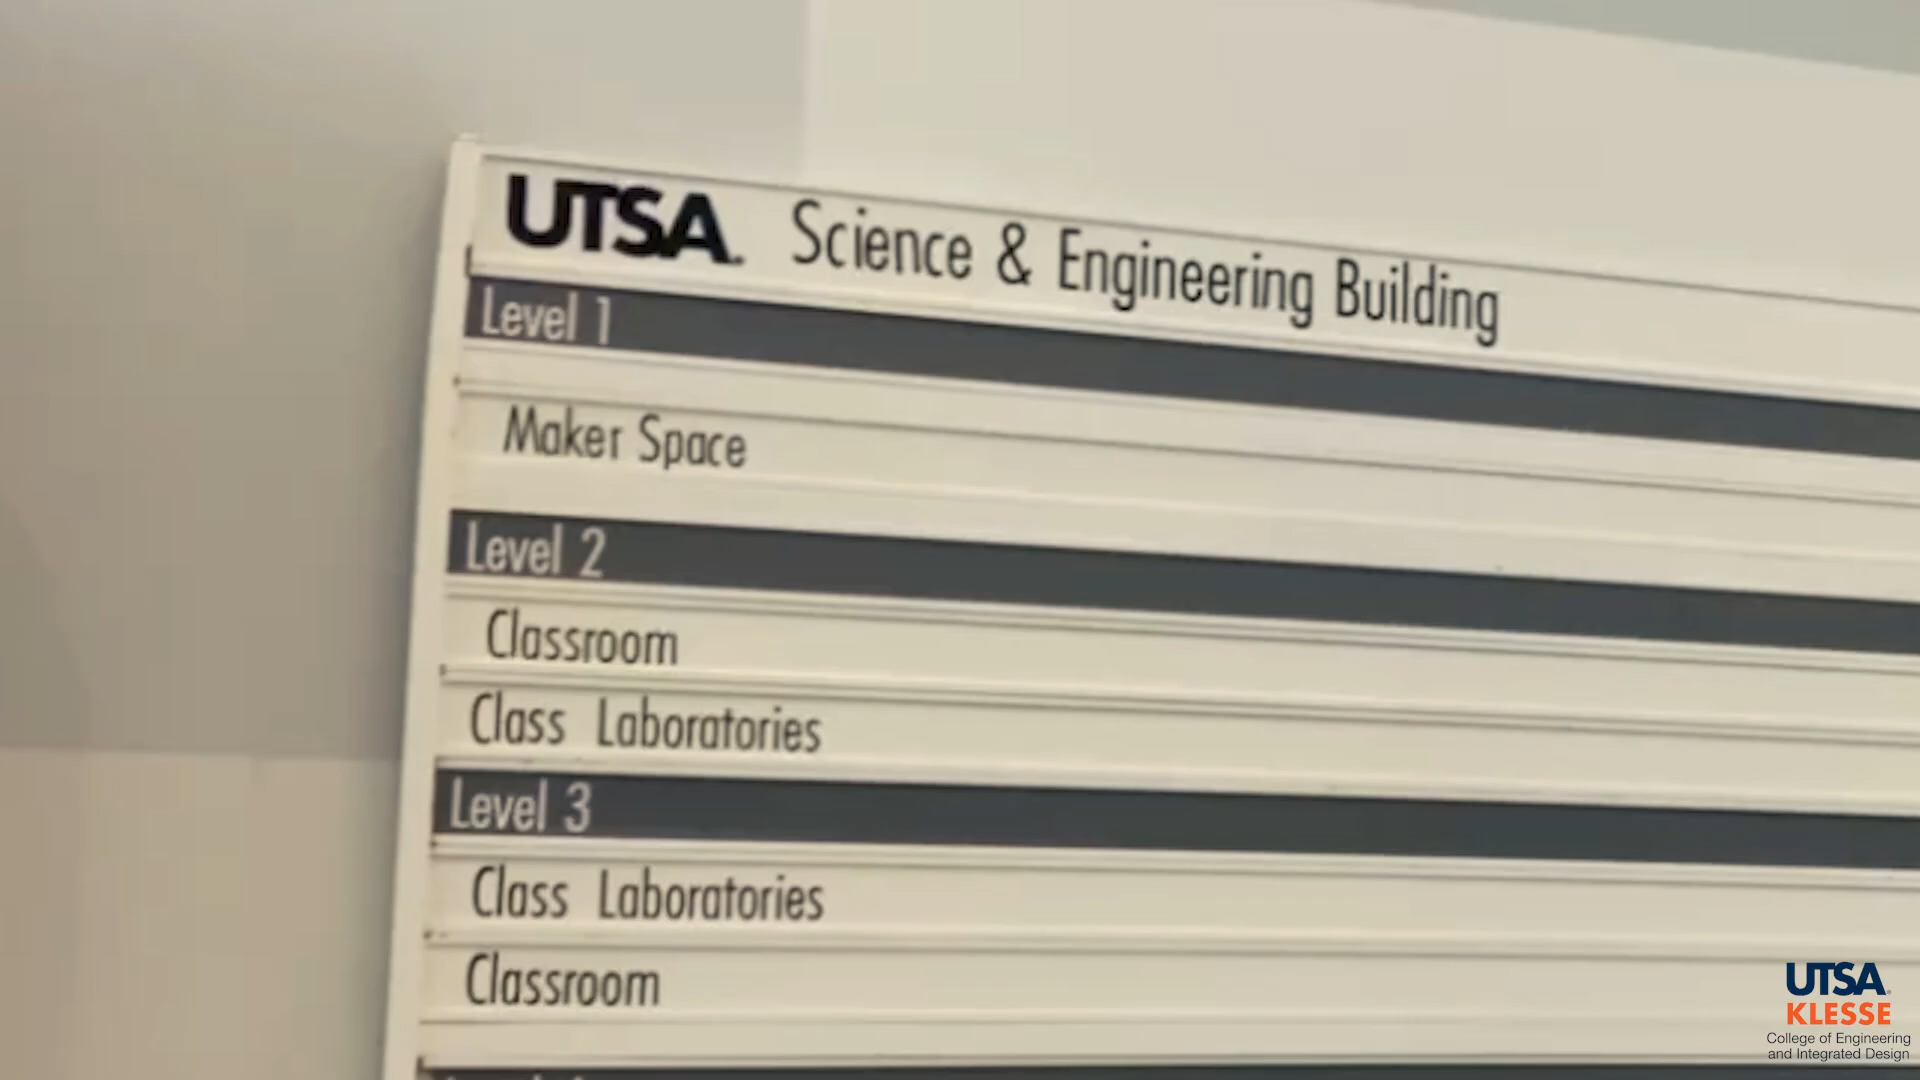 UTSA. Science & Engineering Building
Level 1
Maker Space
Level 2
Classroom
Class Laboratories
Level 3
Class Laboratories
Classroom
UTSA
KLESSE
College of Engineering
and Integrated Design